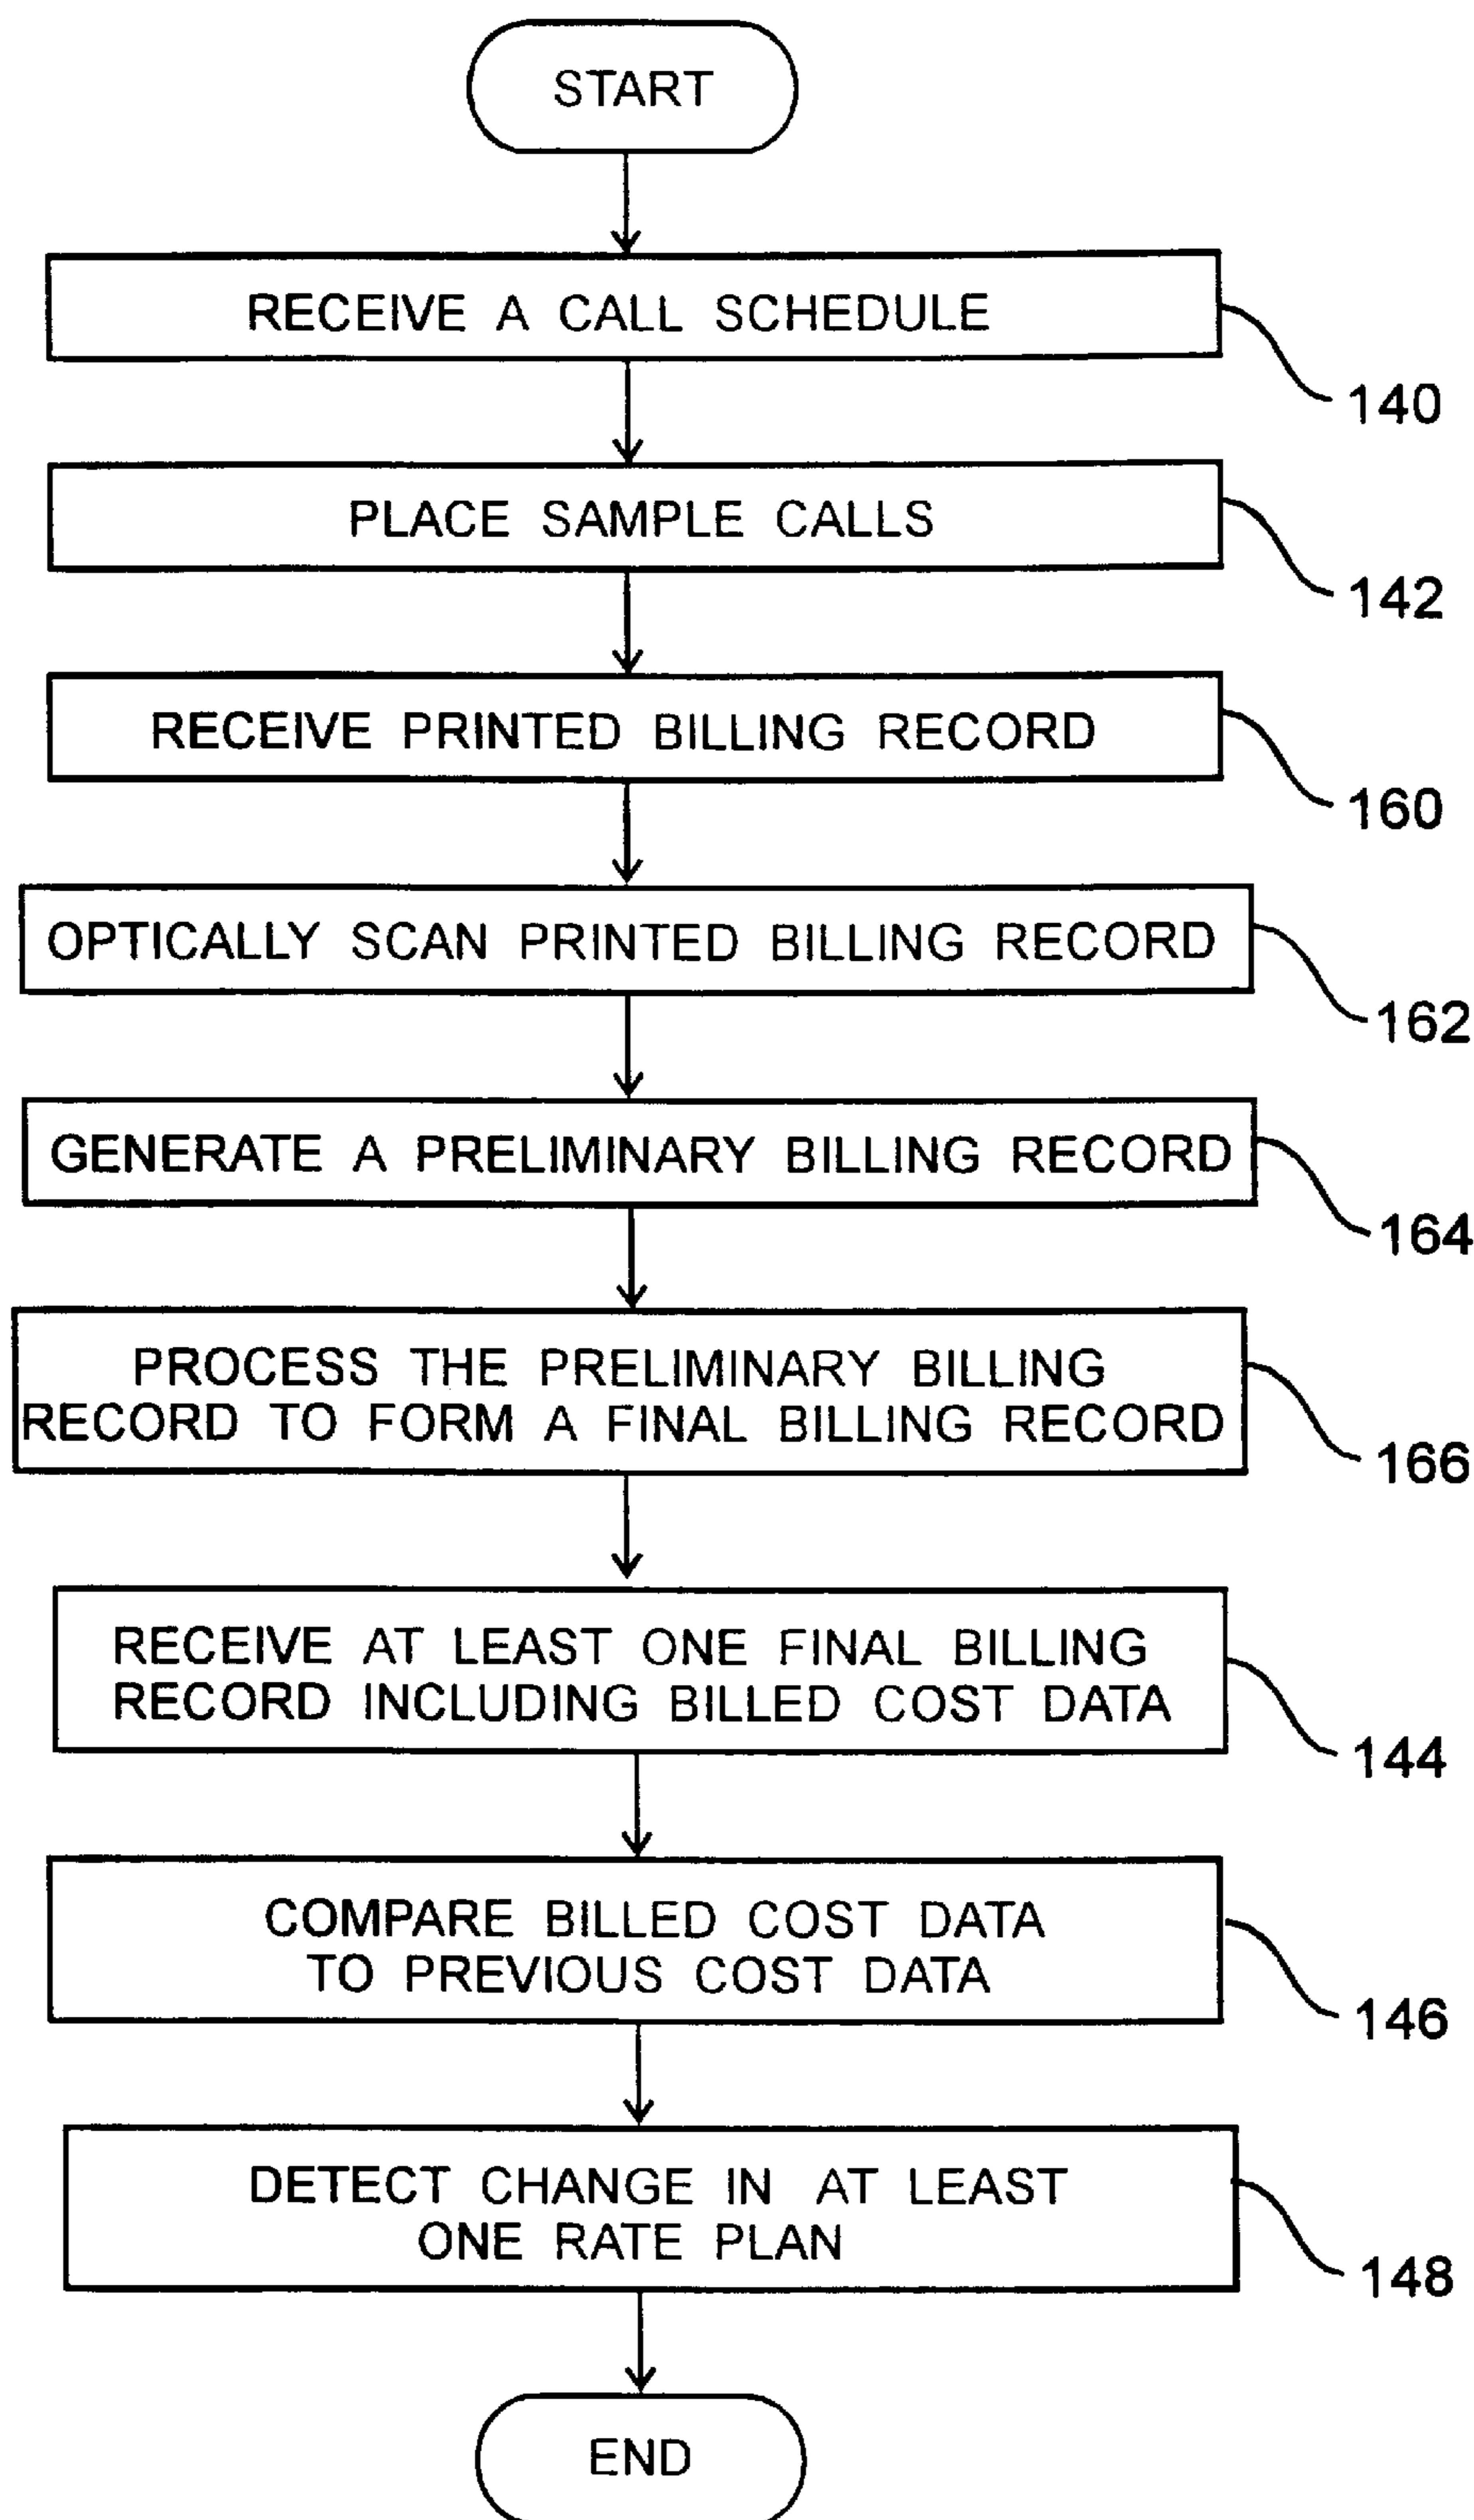 START
RECEIVE A CALL SCHEDULE
140
PLACE SAMPLE CALLS
142
RECEIVE PRINTED BILLING RECORD
160
OPTICALLY SCAN PRINTED BILLING RECORD
162
GENERATE A PRELIMINARY BILLING RECORD
164
PROCESS THE PRELIMINARY BILLING
RECORD TO FORM A FINAL BILLING RECORD
166
RECEIVE AT LEAST ONE FINAL BILLING
RECORD INCLUDING BILLED COST DATA
144
COMPARE BILLED COST DATA
TO PREVIOUS COST DATA
146
DETECT CHANGE IN AT LEAST
ONE RATE PLAN
148
END